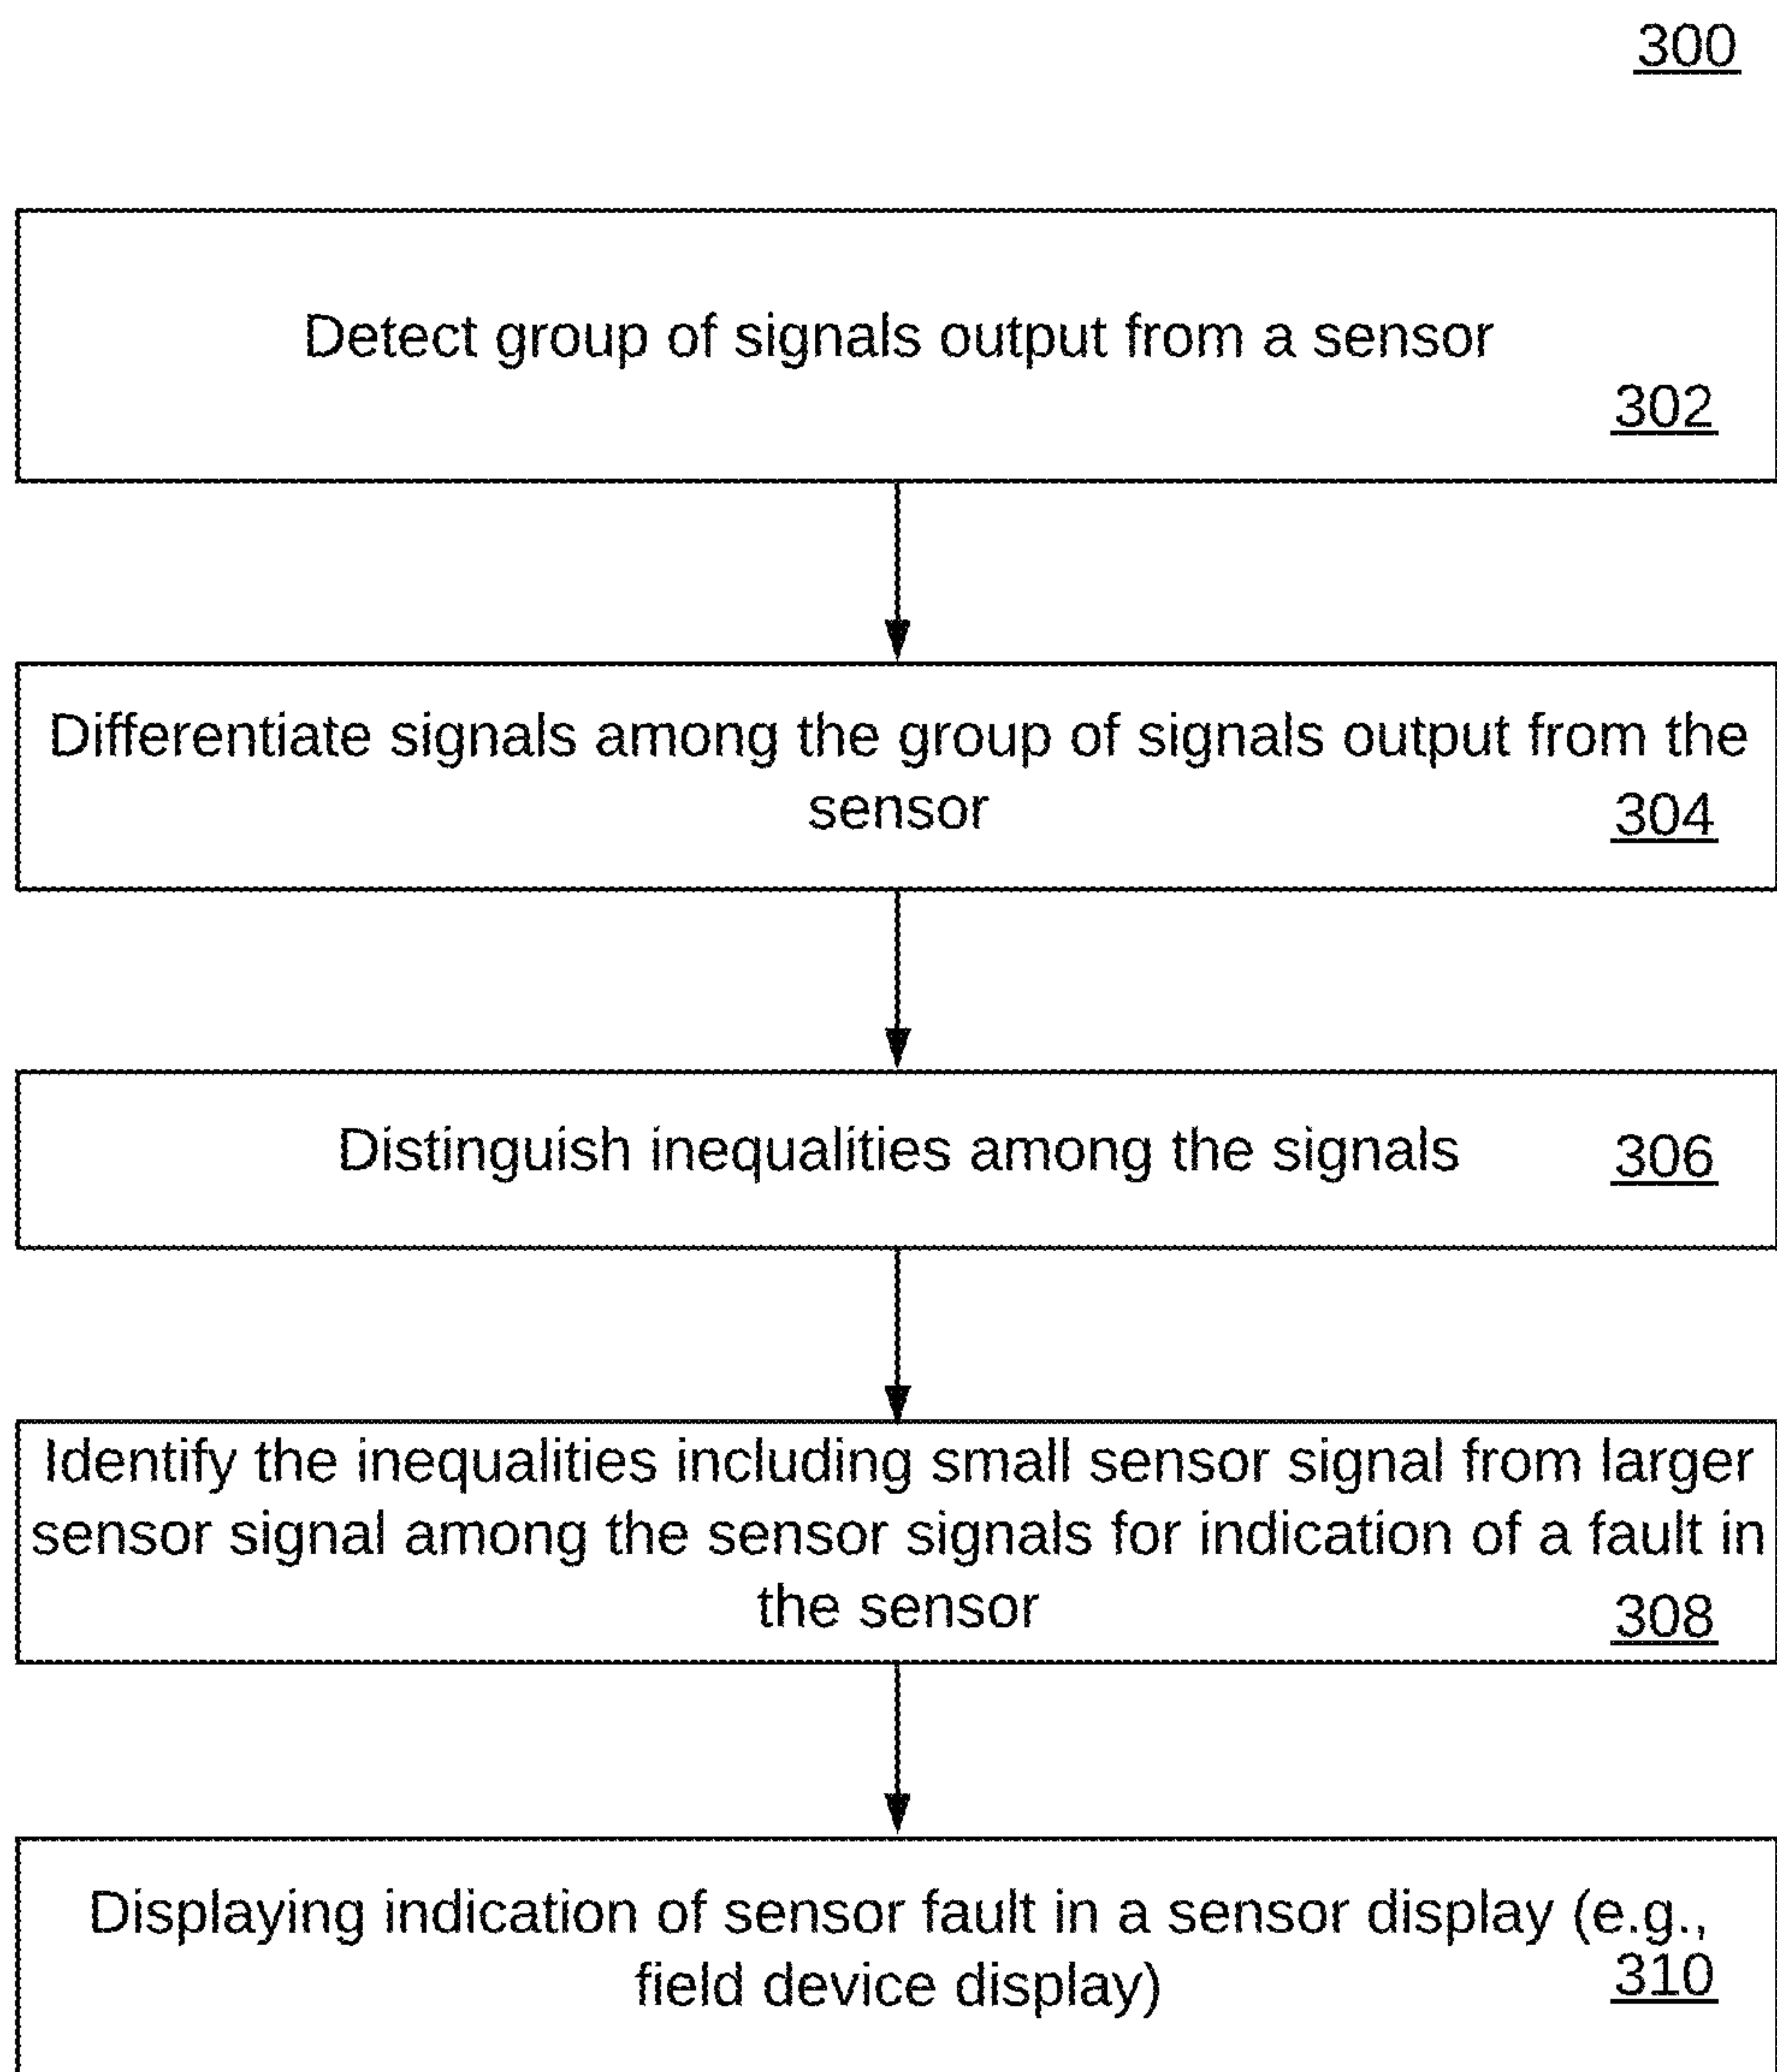 300
Detect group of signals output from a sensor
302
Differentiate signals among the group of signals output from the
sensor
304
Distinguish inequalities among the signals
306
Identify the inequalities including small sensor signal from larger
sensor signal among the sensor signals for indication of a fault in
the sensor
308
Displaying indication of sensor fault in a sensor display (e.g.,
field device display)
310